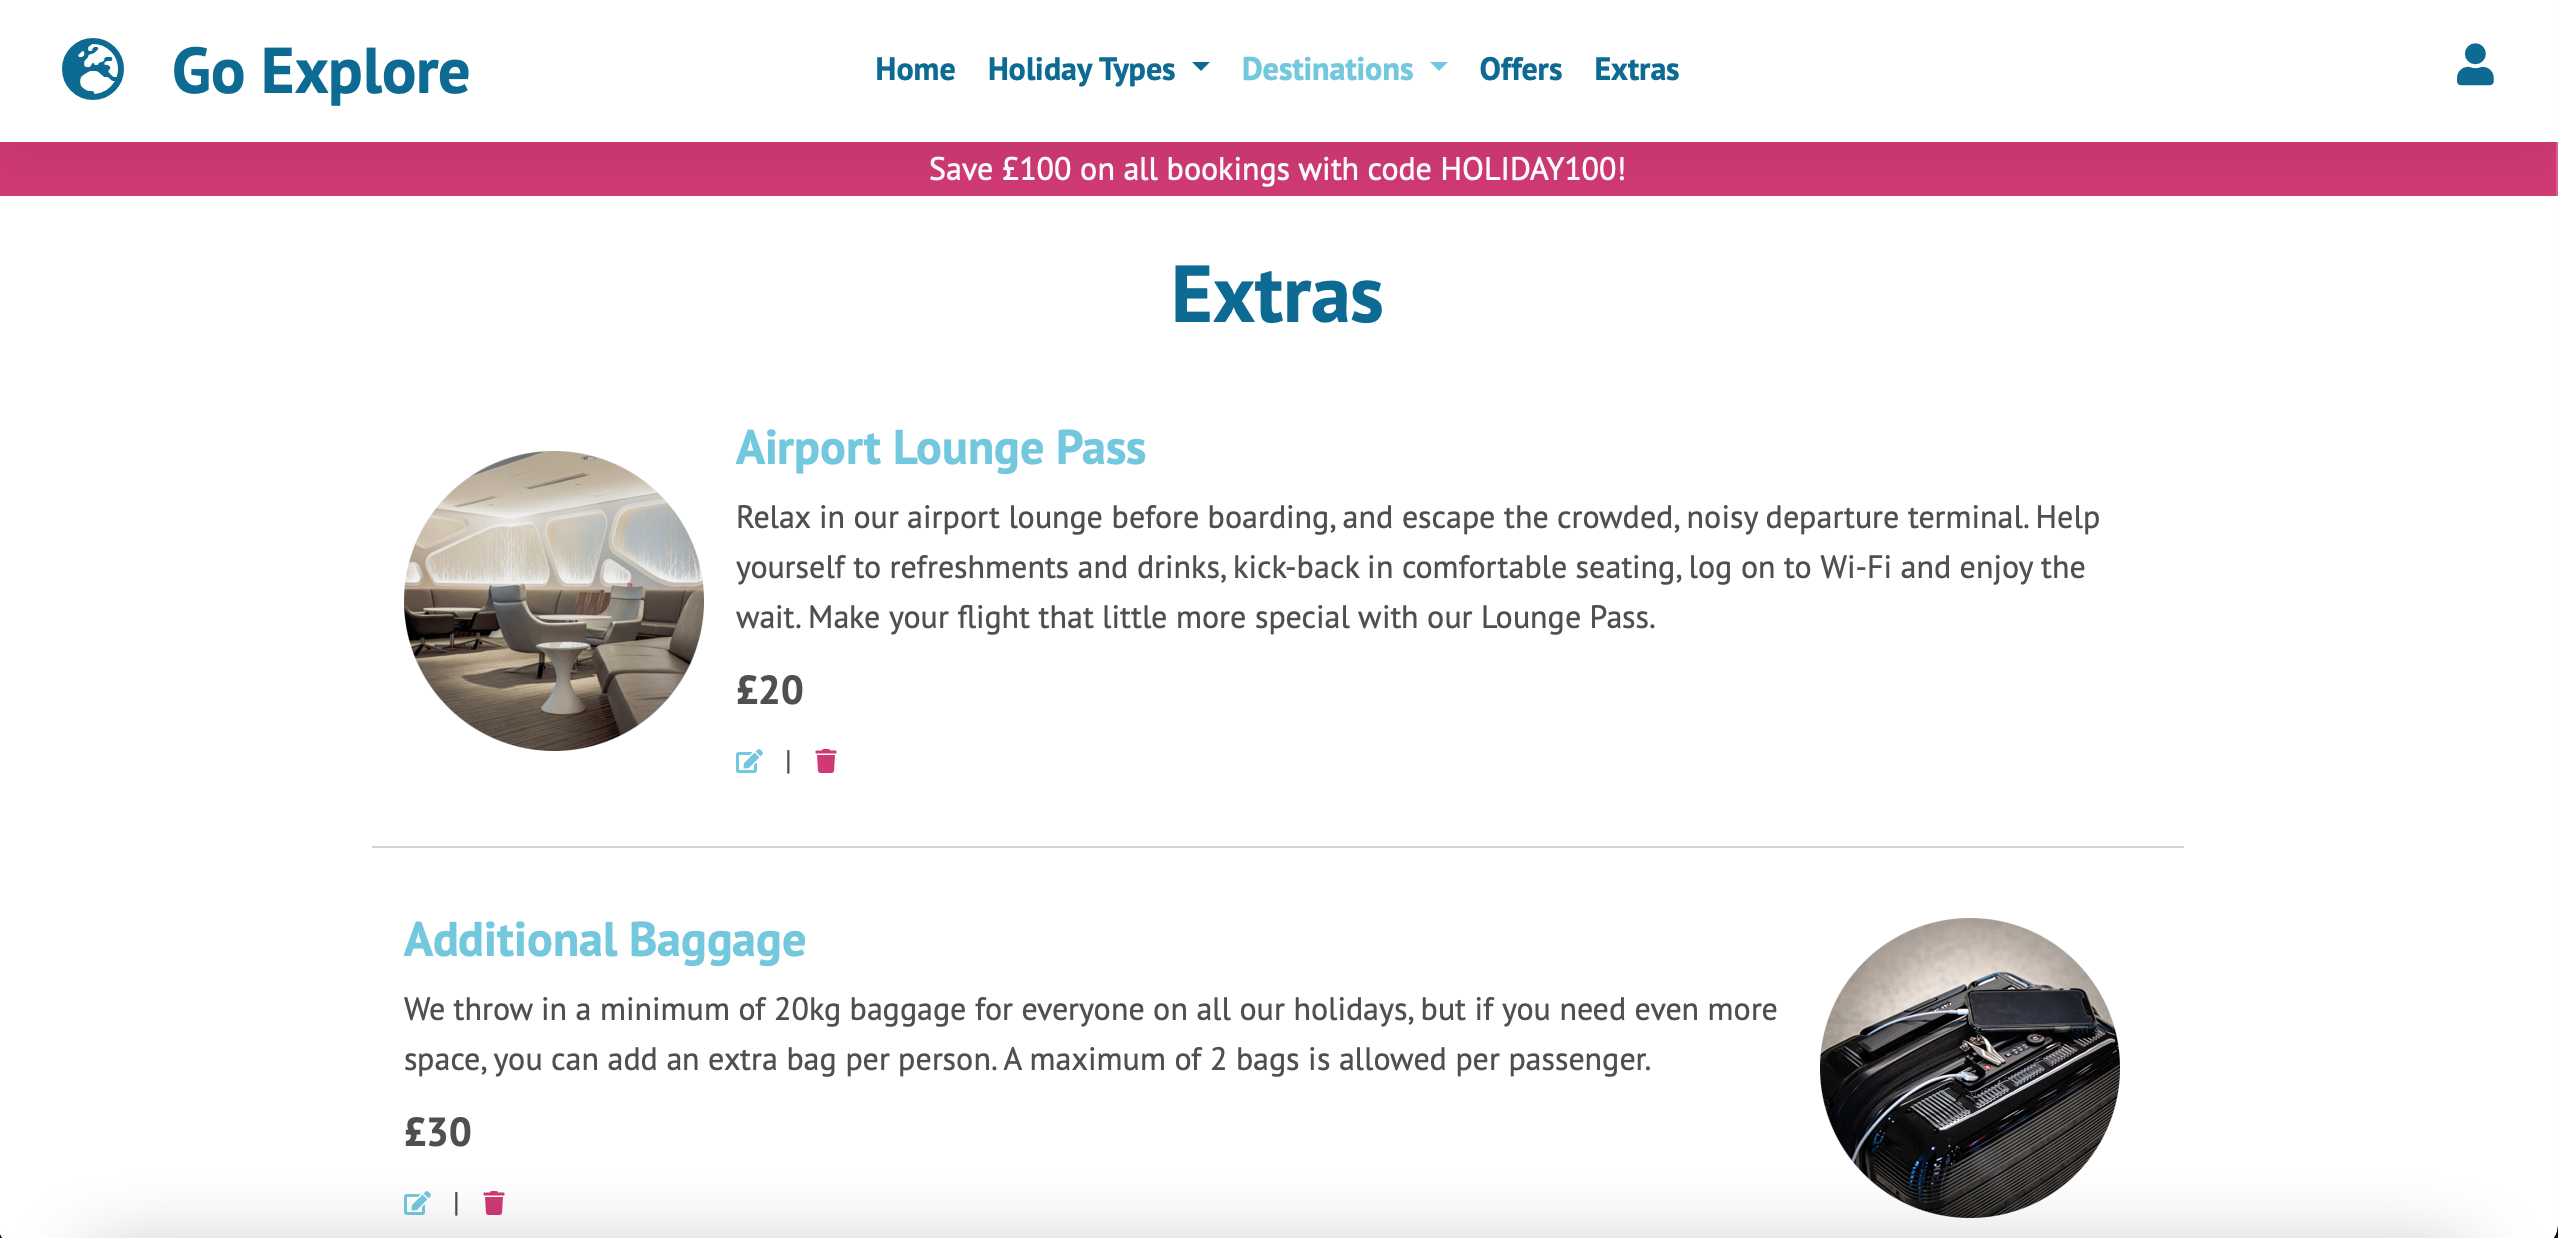 Go Explore
Home Holiday Types Destinations Offers Extras
Save £100 on all bookings with code HOLIDAY100!
Extras
Airport Lounge Pass
Relax in our airport lounge before boarding, and escape the crowded, noisy departure terminal. Help
yourself to refreshments and drinks, kick-back in comfortable seating, log on to Wi-Fi and enjoy the
wait. Make your flight that little more special with our Lounge Pass.
£20
|
Additional Baggage
We throw in a minimum of 20kg baggage for everyone on all our holidays, but if you need even more
space, you can add an extra bag per person. A maximum of 2 bags is allowed per passenger.
£30
|